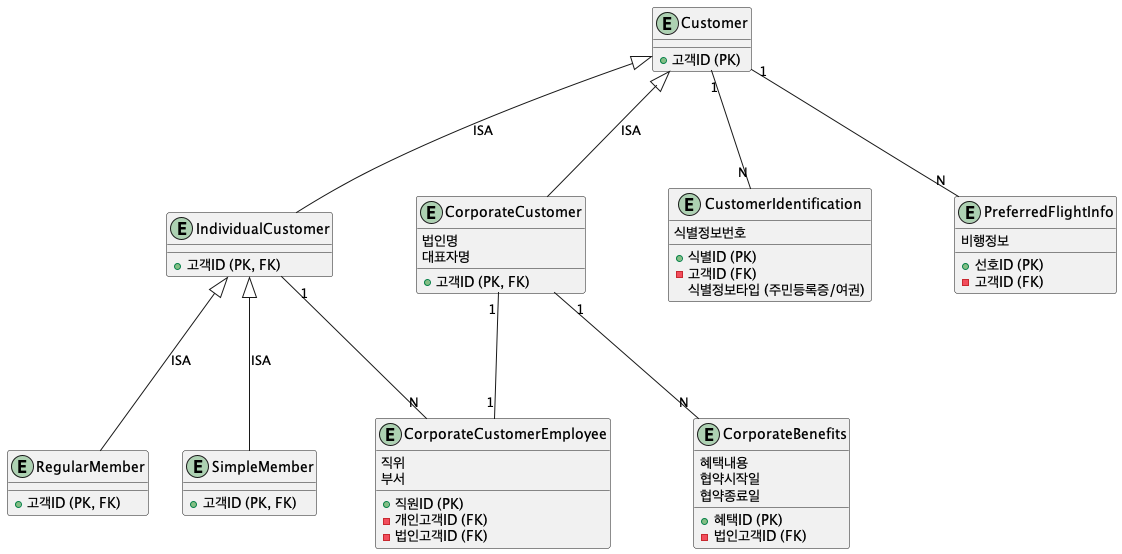 E Customer
고객ID (PK)
1
1
ISA
ISA
N
N
E IndividualCustomer
고객ID (PK, FK)
E CorporateCustomer
법인명
대표자명
고객ID (PK, FK)
E CustomerIdentification
식별정보번호
식별ID (PK)
고객ID (FK)
식별정보타입 (주민등록증/여권)
E PreferredFlightInfo
비행정보
선호ID (PK)
고객ID (FK)
1
1
1
ISA
ISA
N
1
N
E RegularMember
고객ID (PK, FK)
E SimpleMember
고객ID (PK, FK)
E CorporateCustomerEmployee
직위
부서
직원ID (PK)
개인고객ID (FK)
법인고객ID (FK)
E CorporateBenefits
혜택내용
협약시작일
협약종료일
혜택ID (PK)
법인고객ID (FK)